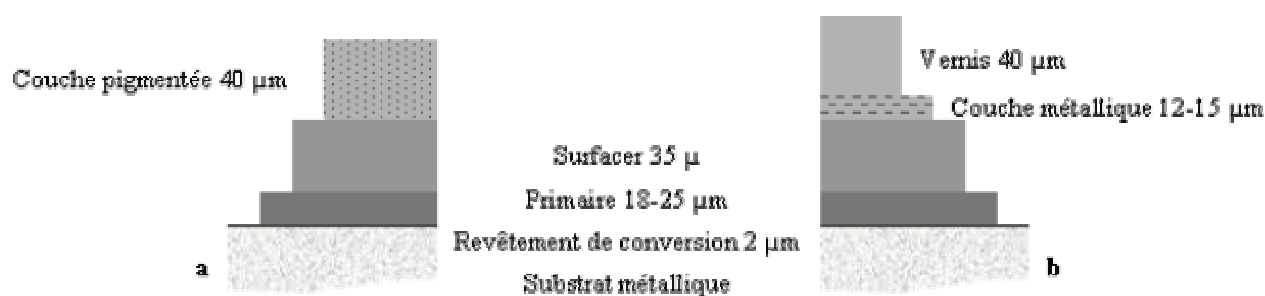 Couche pigmentée 40 µm
Vernis 40 µm
Couche métallique 12-15 µm
Surfacer 35 µ
Primaire 18-25 µm
Revêtement de conversion 2 µm
Substrat métallique
a
b